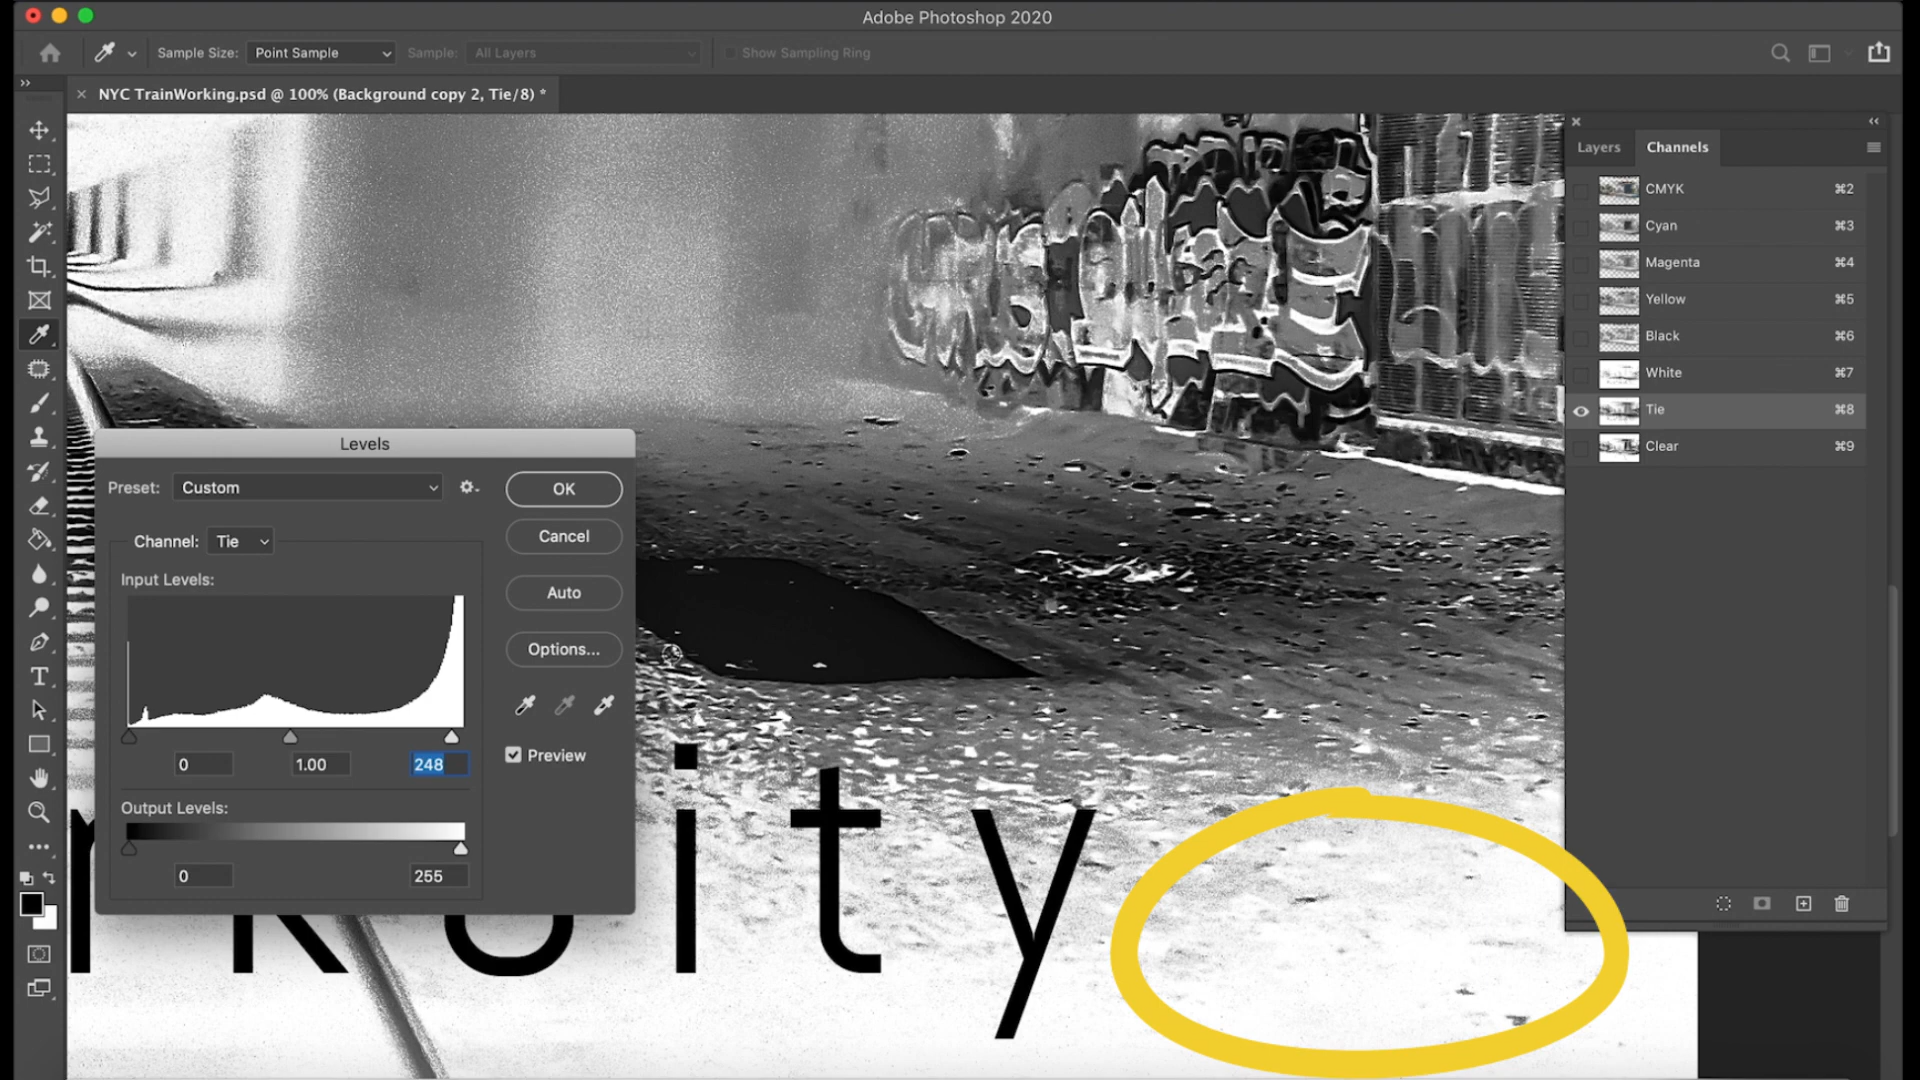 Adobe Photoshop 2020
Sample Size: Point Sample Sample: All Layers Show Sampling Ring
NYC TrainWorking.psd @ 100% (Background copy 2, Tie/8) *
Layers Channels
CMYK ⌘2
Cyan ⌘3
Magenta ⌘4
Yellow ⌘5
Black ⌘6
White ⌘7
Tie ⌘8
Clear ⌘9
Levels
Preset: Custom
OK
Cancel
Channel: Tie
Input Levels:
Auto
Options...
0 1.00 248
Preview
Output Levels:
0 255
i t y